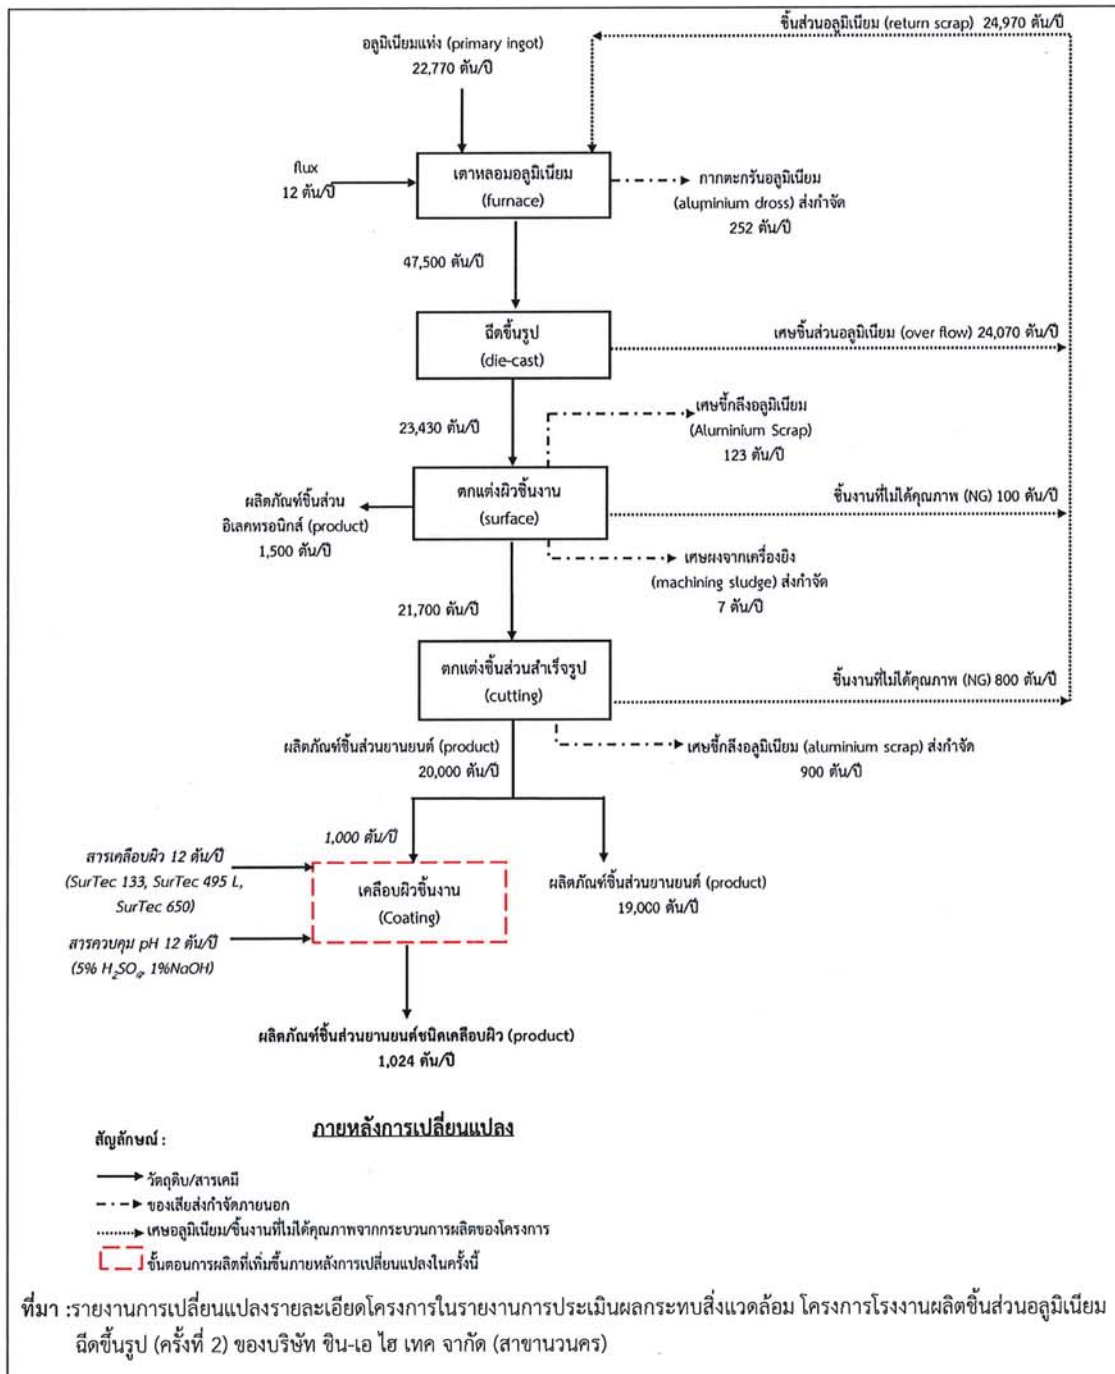 ชิ้นส่วนอลูมิเนียม (return scrap) 24,970 ตัน/ปี
อลูมิเนียมแท่ง (primary ingot)
22,770 ตัน/ปี
flux
12 ตัน/ปี
เตาหลอมอลูมิเนียม
(furnace)
กากตะกรันอลูมิเนียม
(aluminium dross) ส่งกำจัด
252 ตัน/ปี
47,500 ตัน/ปี
ฉีดขึ้นรูป
(die-cast)
เศษชิ้นส่วนอลูมิเนียม (over flow) 24,070 ตัน/ปี
23,430 ตัน/ปี
เศษขี้กลึงอลูมิเนียม
(Aluminium Scrap)
123 ตัน/ปี
ผลิตภัณฑ์ชิ้นส่วน
อิเลคทรอนิกส์ (product)
1,500 ตัน/ปี
ตกแต่งผิวชิ้นงาน
(surface)
ชิ้นงานที่ไม่ได้คุณภาพ (NG) 100 ตัน/ปี
เศษผงจากเครื่องยิง
(machining sludge) ส่งกำจัด
7 ตัน/ปี
21,700 ตัน/ปี
ตกแต่งชิ้นส่วนสำเร็จรูป
(cutting)
ชิ้นงานที่ไม่ได้คุณภาพ (NG) 800 ตัน/ปี
ผลิตภัณฑ์ชิ้นส่วนยานยนต์ (product)
20,000 ตัน/ปี
เศษขี้กลึงอลูมิเนียม (aluminium scrap) ส่งกำจัด
900 ตัน/ปี
1,000 ตัน/ปี
สารเคลือบผิว 12 ตัน/ปี
(SurTec 133, SurTec 495 L,
SurTec 650)
เคลือบผิวชิ้นงาน
(Coating)
ผลิตภัณฑ์ชิ้นส่วนยานยนต์ (product)
19,000 ตัน/ปี
สารควบคุม pH 12 ตัน/ปี
(5% H₂SO₄, 1%NaOH)
ผลิตภัณฑ์ชิ้นส่วนยานยนต์ชนิดเคลือบผิว (product)
1,024 ตัน/ปี
ภายหลังการเปลี่ยนแปลง
สัญลักษณ์ :
วัตถุดิบ/สารเคมี
ของเสียส่งกำจัดภายนอก
เศษอลูมิเนียม/ชิ้นงานที่ไม่ได้คุณภาพจากกระบวนการผลิตของโครงการ
ขั้นตอนการผลิตที่เพิ่มขึ้นภายหลังการเปลี่ยนแปลงในครั้งนี้
ที่มา :รายงานการเปลี่ยนแปลงรายละเอียดโครงการในรายงานการประเมินผลกระทบสิ่งแวดล้อม โครงการโรงงานผลิตชิ้นส่วนอลูมิเนียม
ฉีดขึ้นรูป (ครั้งที่ 2) ของบริษัท ชิน-เอ ไฮ เทค จำกัด (สาขานวนคร)